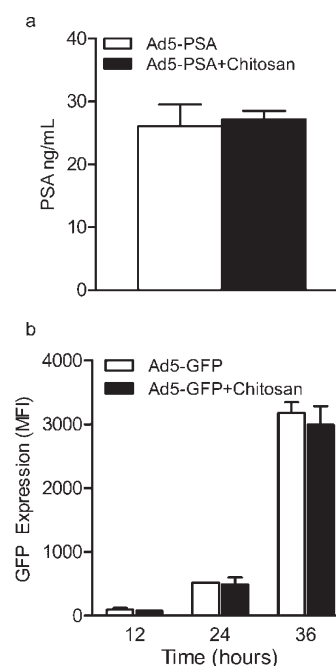 a
40
Ad5-PSA
Ad5-PSA+Chitosan
30
20
10
0
PSA ng/mL
b
4000
Ad5-GFP
Ad5-GFP+Chitosan
3000
2000
1000
0
GFP Expression (MFI)
12 24 36
Time (hours)